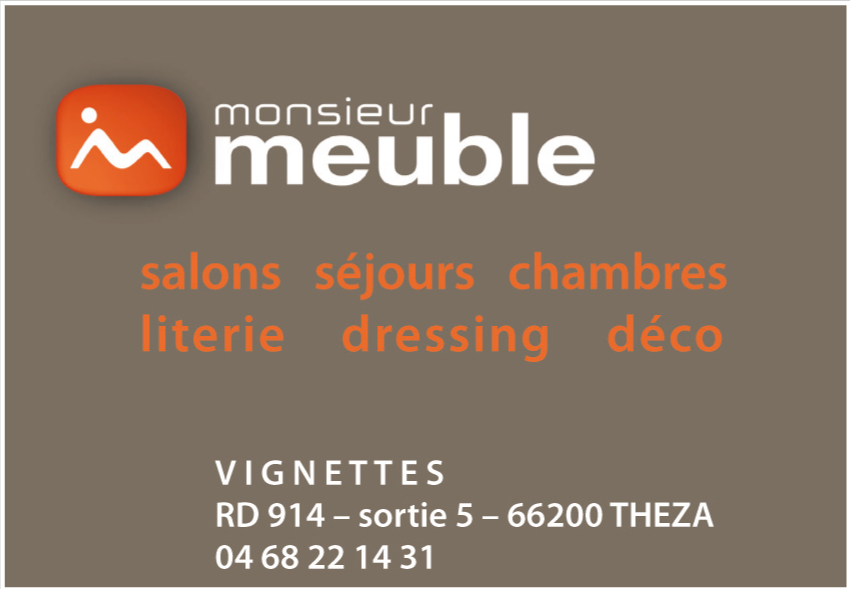 monsieur
meuble
salons séjours chambres
literie dressing déco
VIGNETTES
RD 914 – sortie 5 – 66200 THEZA
04 68 22 14 31